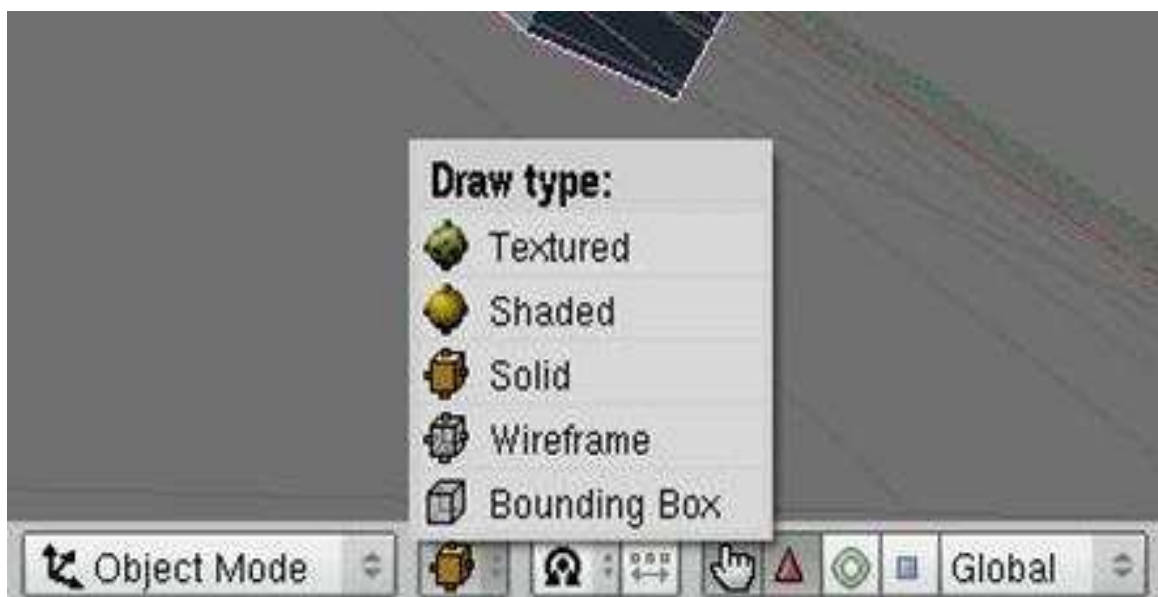 Draw type:
Textured
Shaded
Solid
Wireframe
Bounding Box
Object Mode
Global